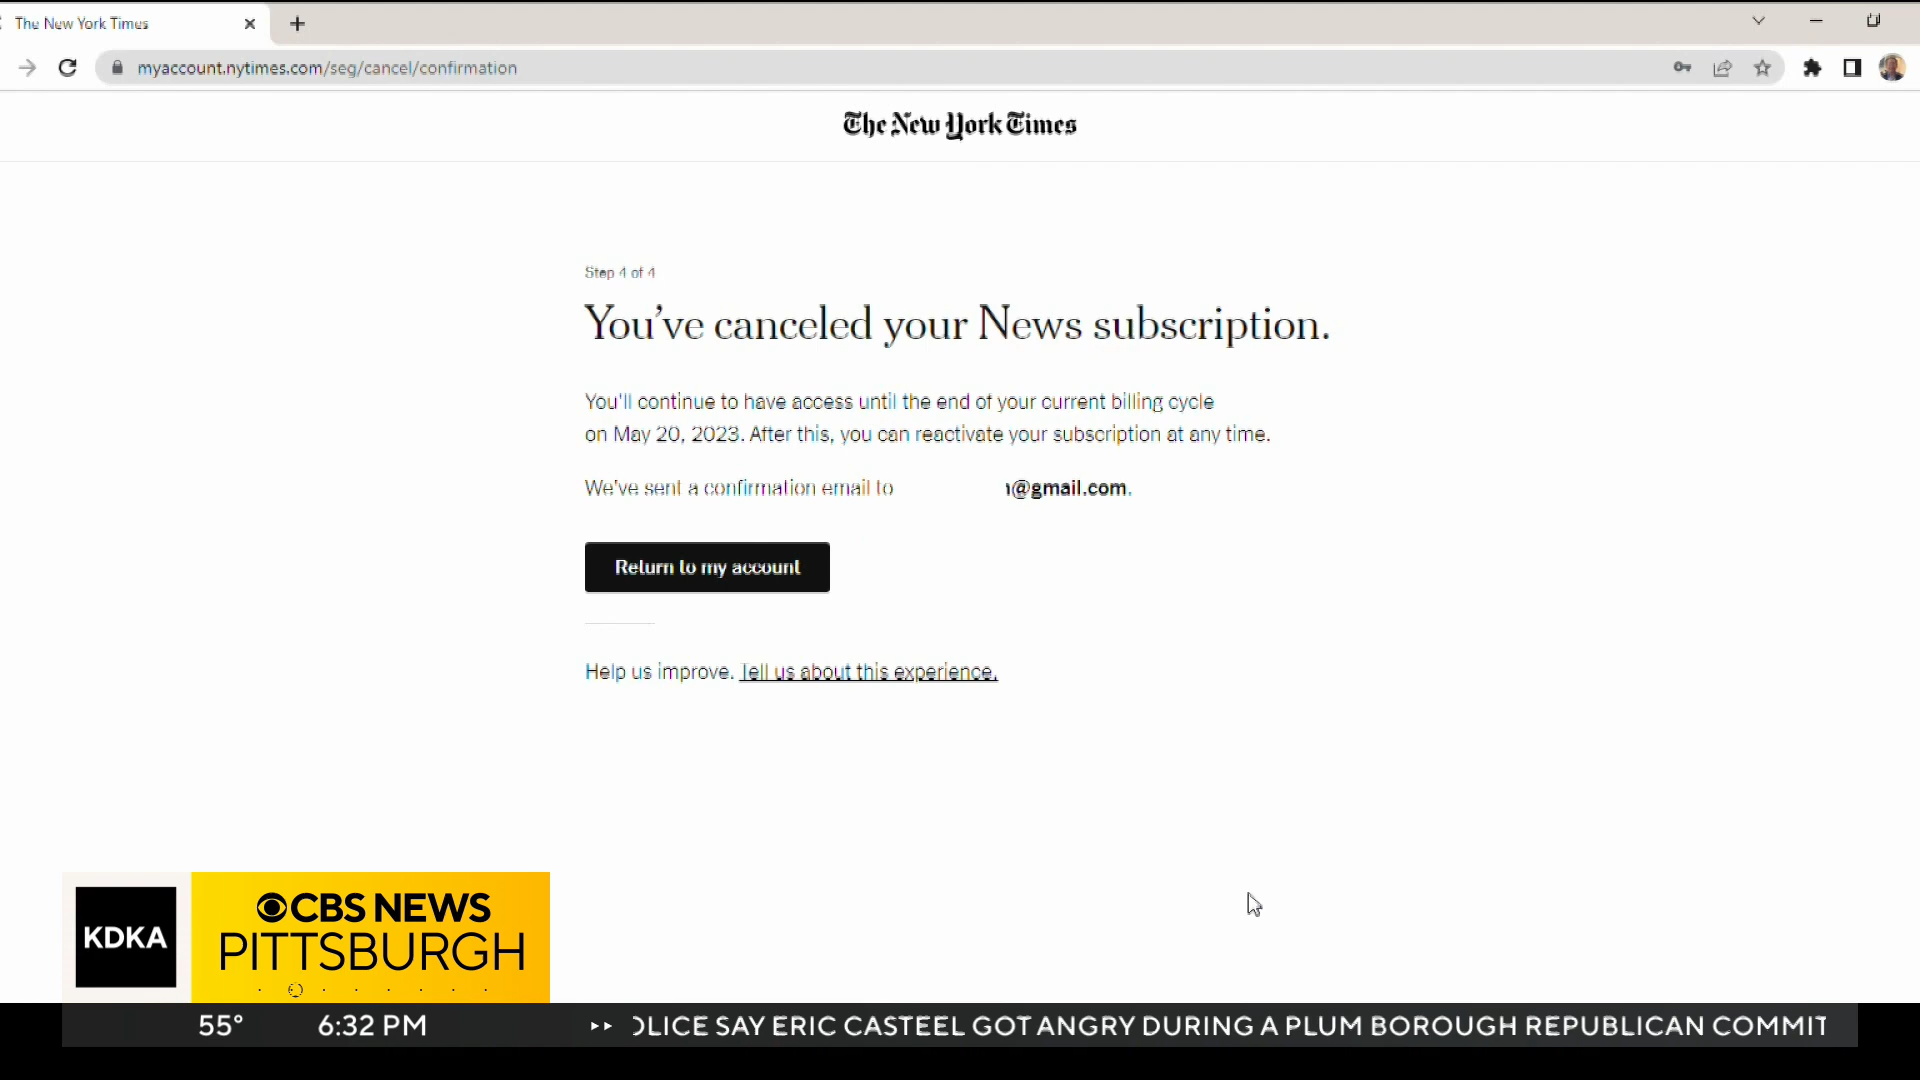 The New York Times
myaccount.nytimes.com/seg/cancel/confirmation
The New York Times
Step 4 of 4
You've canceled your News subscription.
You'll continue to have access until the end of your current billing cycle
on May 20, 2023. After this, you can reactivate your subscription at any time.
We've sent a confirmation email to @gmail.com.
Return to my account
Help us improve. Tell us about this experience.
KDKA
CBS NEWS
PITTSBURGH
55° 6:32 PM OLICE SAY ERIC CASTEEL GOT ANGRY DURING A PLUM BOROUGH REPUBLICAN COMMIT